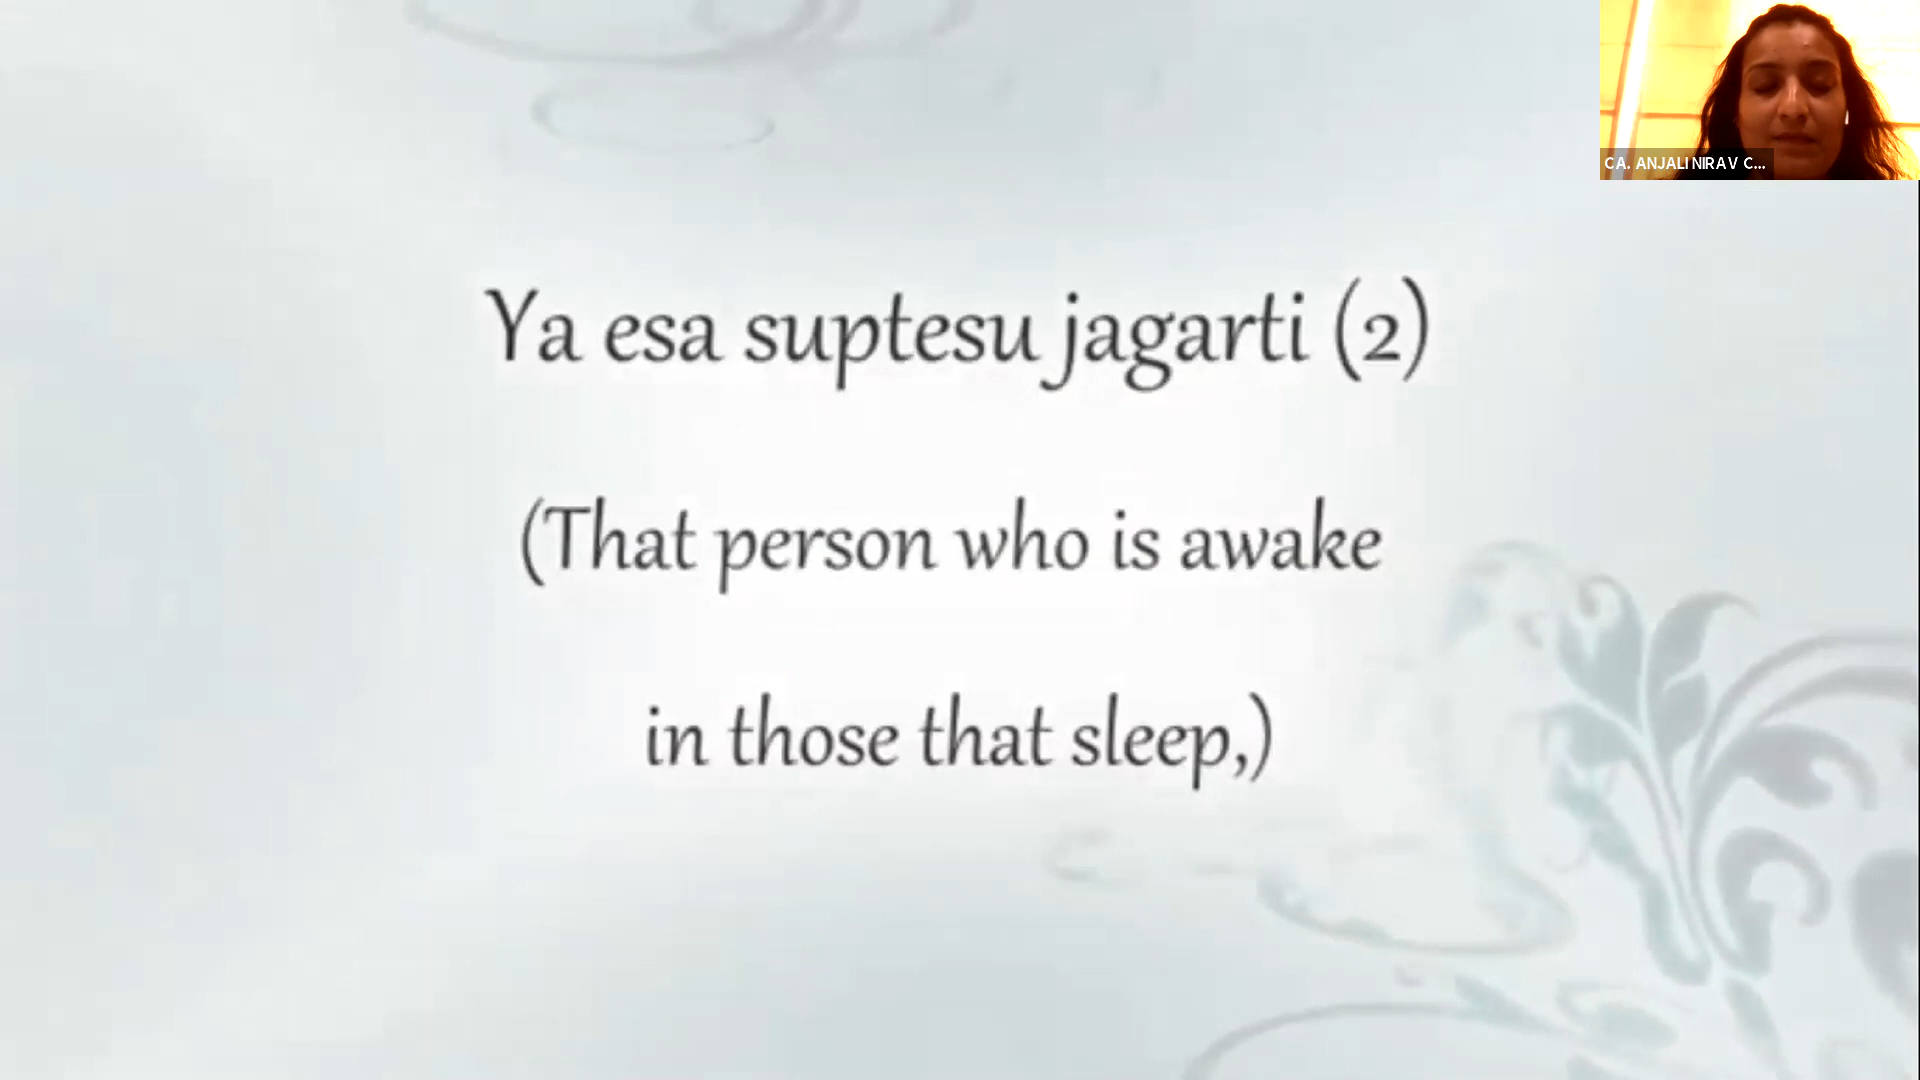 CA. ANJALI NIRAV C...
Ya esa suptesu jagarti (2)
(That person who is awake
in those that sleep,)